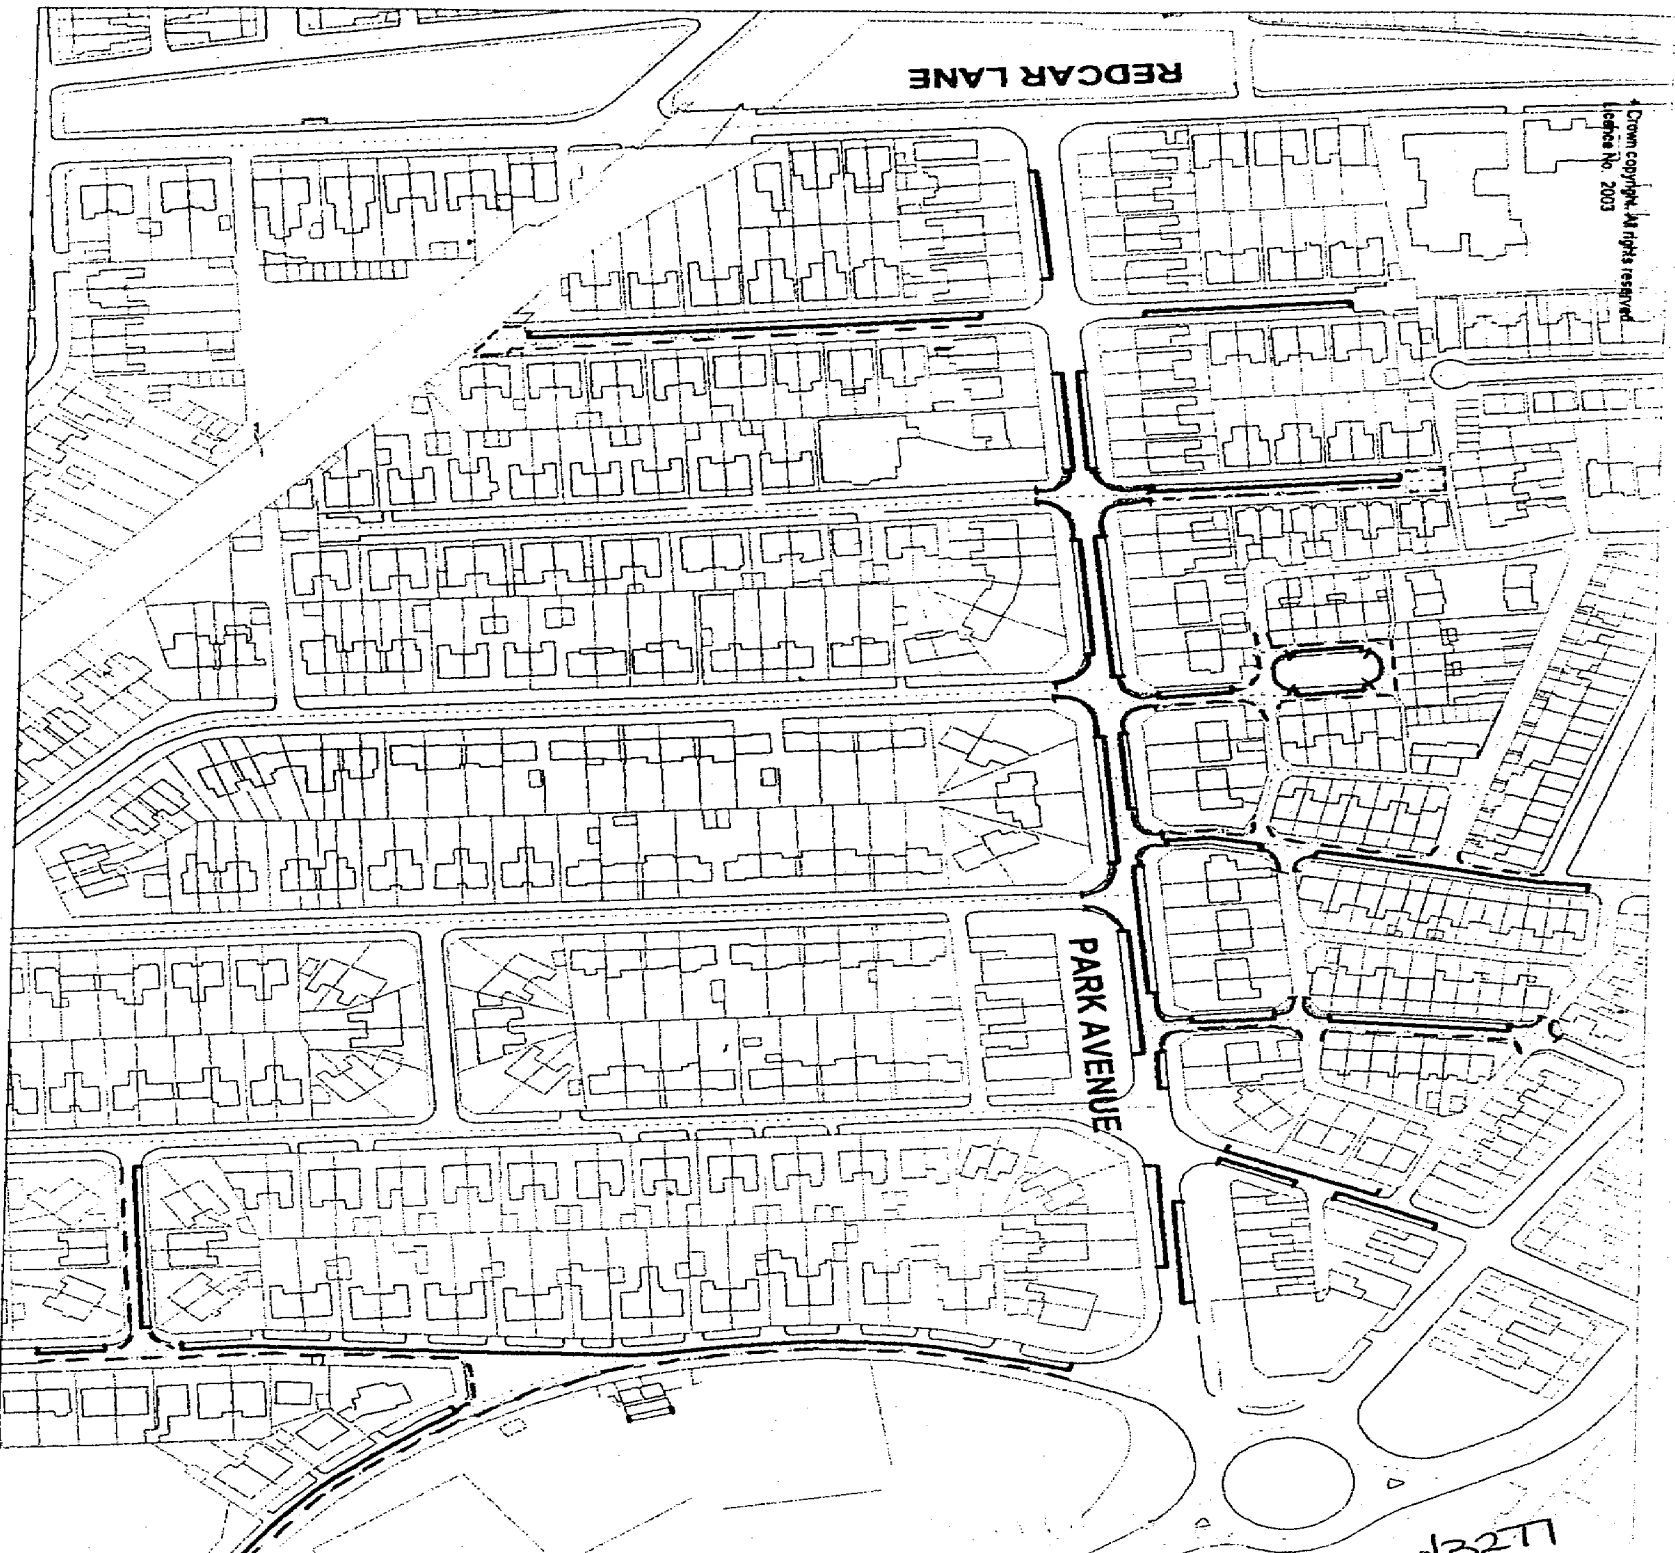 REDCAR LANE
Crown copyright. All rights reserved
Licence No. 2003
PARK AVENUE